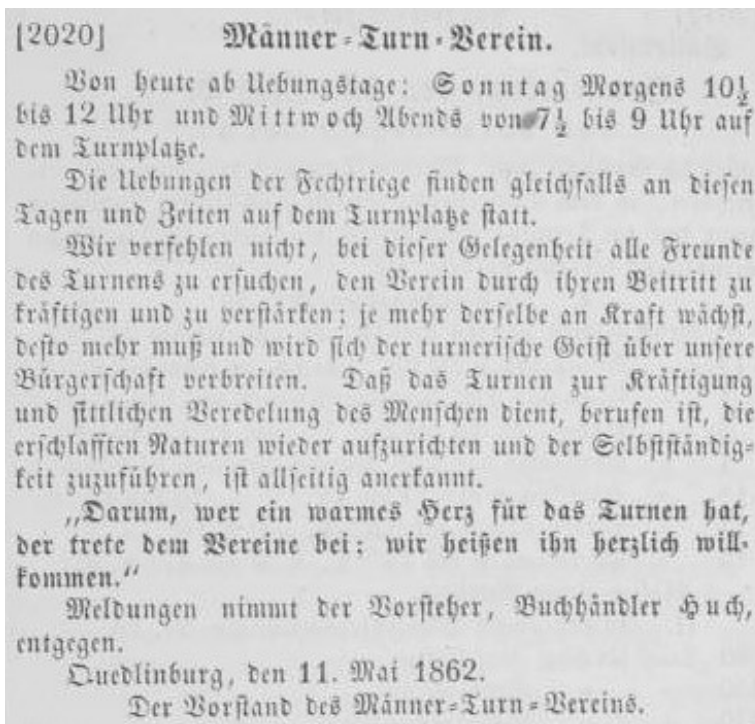 [2020] Männer-Turn-Verein.
Von heute ab Uebungstage: Sonntag Morgens 10½
bis 12 Uhr und Mittwoch Abends von 7½ bis 9 Uhr auf
dem Turnplatze.
Die Uebungen der Fechtriege finden gleichfalls an diesen
Tagen und Zeiten auf dem Turnplatze statt.
Wir verfehlen nicht, bei dieser Gelegenheit alle Freunde
des Turnens zu ersuchen, den Verein durch ihren Beitritt zu
kräftigen und zu verstärken; je mehr derselbe an Kraft wächst,
desto mehr muß und wird sich der turnerische Geist über unsere
Bürgerschaft verbreiten. Daß das Turnen zur Kräftigung
und sittlichen Veredelung des Menschen dient, berufen ist, die
erschlafften Naturen wieder aufzurichten und der Selbstständig-
keit zuzuführen, ist allseitig anerkannt.
„Darum, wer ein warmes Herz für das Turnen hat,
der trete dem Vereine bei; wir heißen ihn herzlich will-
kommen.“
Meldungen nimmt der Vorsteher, Buchhändler Huch,
entgegen.
Quedlinburg, den 11. Mai 1862.
Der Vorstand des Männer-Turn-Vereins.